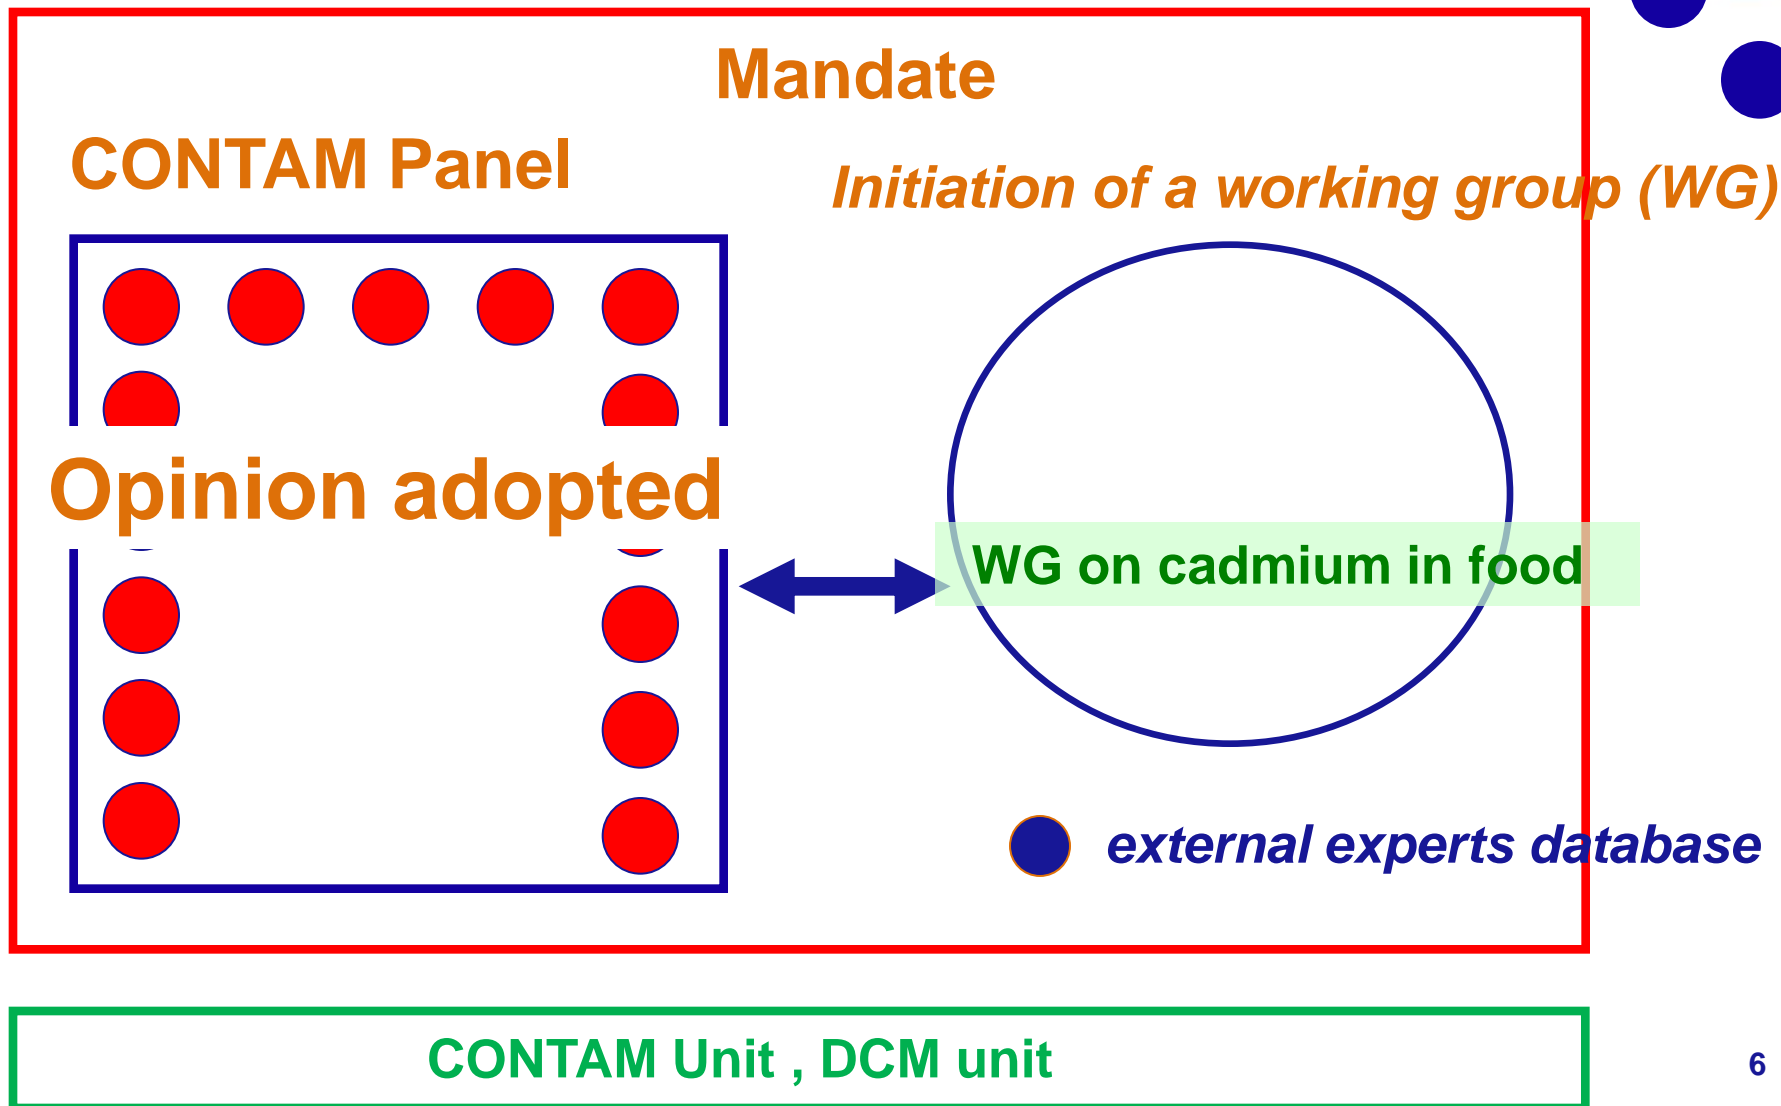 Mandate
CONTAM Panel
Initiation of a working group (WG)
Opinion adopted
WG on cadmium in food
external experts database
CONTAM Unit , DCM unit
6